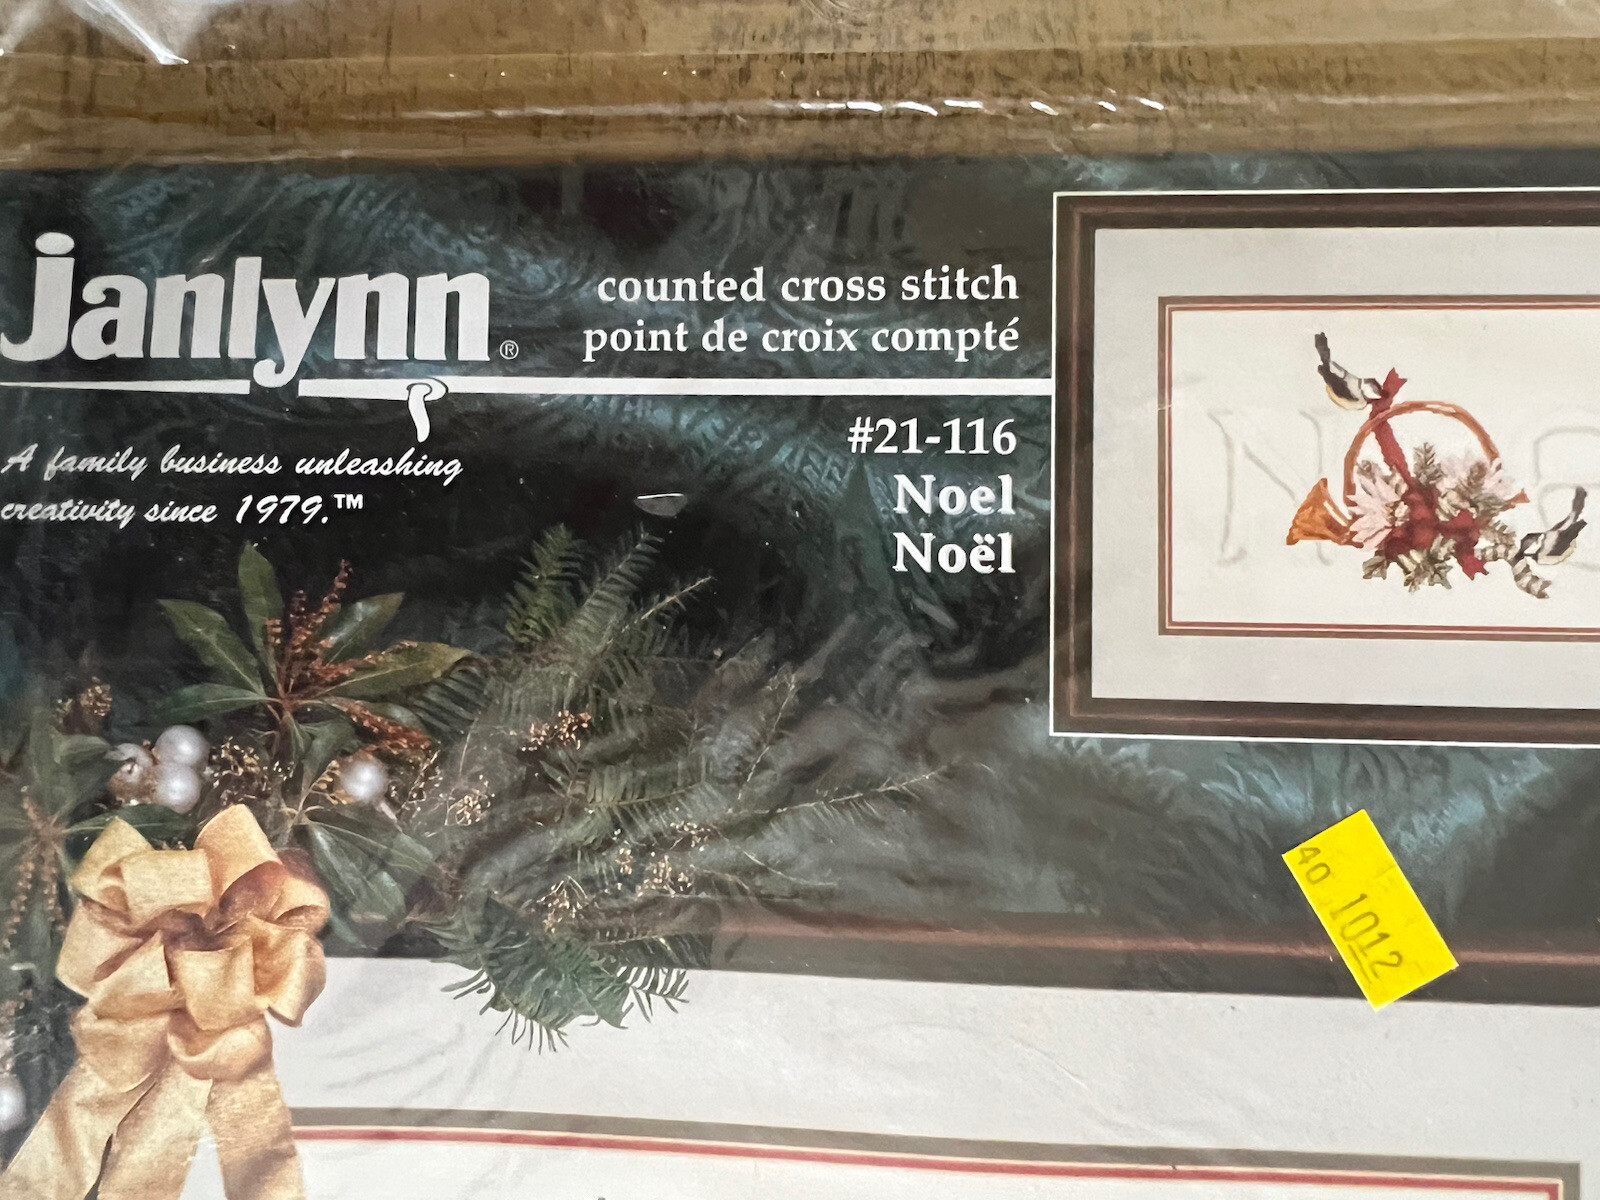 janlynn®
A family business unleashing
creativity since 1979.™
counted cross stitch
point de croix compté
#21-116
Noel
Noël
40 1012